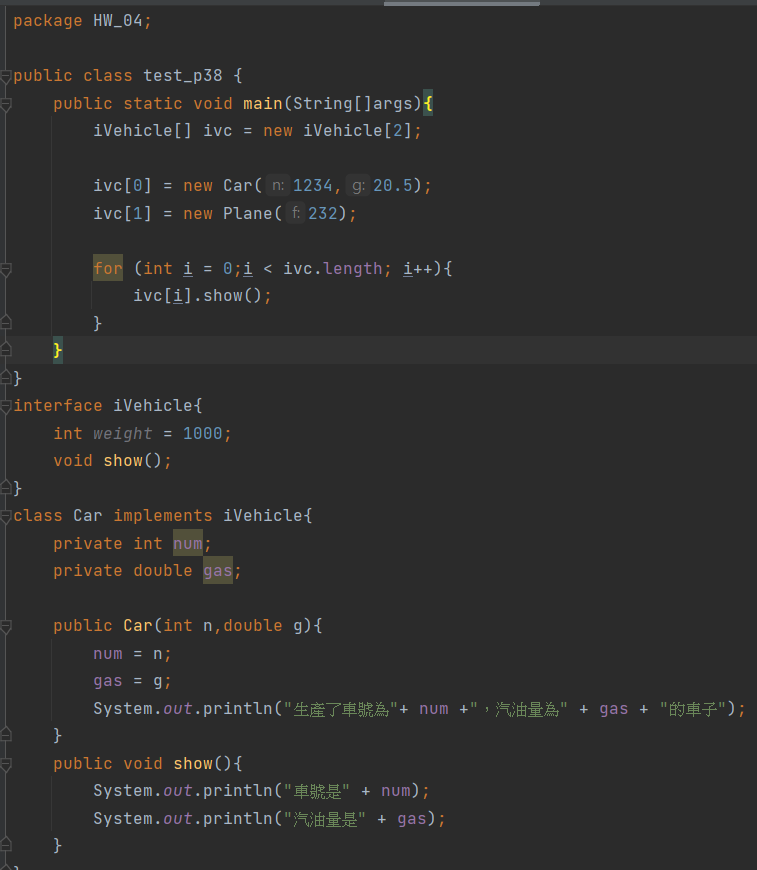 package HW_04;
public class test_p38 {
    public static void main(String[]args){
        iVehicle[] ivc = new iVehicle[2];
        ivc[0] = new Car( n: 1234, g: 20.5);
        ivc[1] = new Plane( f: 232);
        for (int i = 0;i < ivc.length; i++){
            ivc[i].show();
        }
    }
}
interface iVehicle{
    int weight = 1000;
    void show();
}
class Car implements iVehicle{
    private int num;
    private double gas;
    public Car(int n,double g){
        num = n;
        gas = g;
        System.out.println("生產了車號為"+ num +",汽油量為" + gas + "的車子");
    }
    public void show(){
        System.out.println("車號是" + num);
        System.out.println("汽油量是" + gas);
    }
}